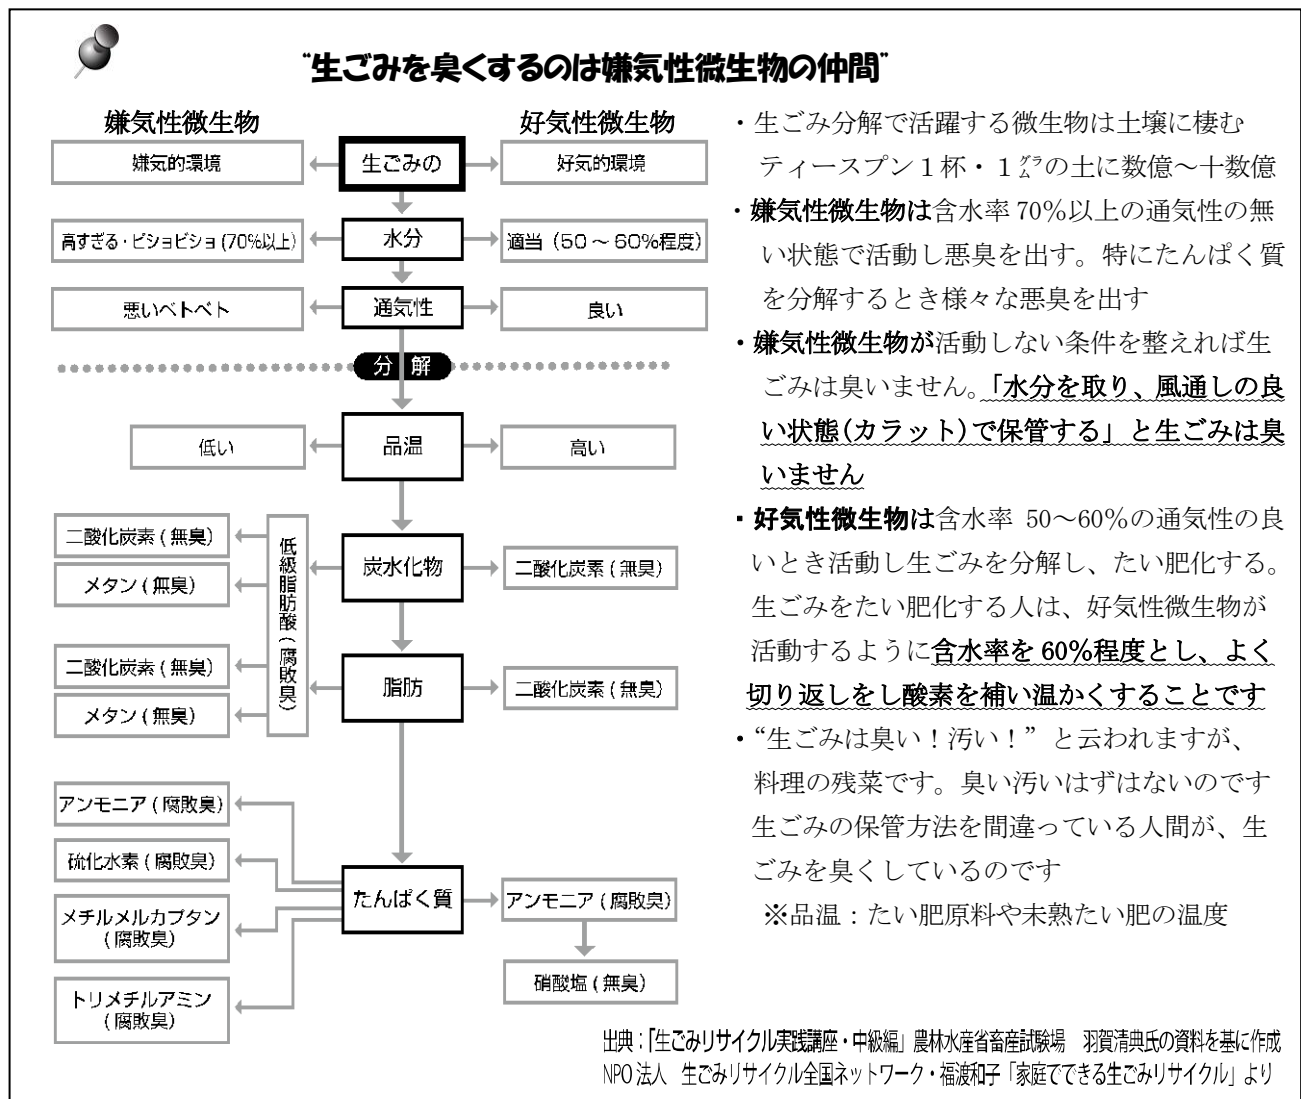 “生ごみを臭くするのは嫌気性微生物の仲間”
嫌気性微生物
好気性微生物
嫌気的環境
生ごみの
好気的環境
高すぎる・ビショビショ(70%以上)
水分
適当（50～60%程度）
悪いベトベト
通気性
良い
分解
低い
品温
高い
二酸化炭素(無臭)
メタン(無臭)
低級脂肪酸(腐敗臭)
炭水化物
二酸化炭素(無臭)
二酸化炭素(無臭)
メタン(無臭)
脂肪
二酸化炭素(無臭)
アンモニア(腐敗臭)
硫化水素(腐敗臭)
メチルメルカプタン
(腐敗臭)
トリメチルアミン
(腐敗臭)
たんぱく質
アンモニア(腐敗臭)
硝酸塩(無臭)
・生ごみ分解で活躍する微生物は土壌に棲む
ティースプン１杯・１㌘の土に数億～十数億
・嫌気性微生物は含水率70%以上の通気性の無
い状態で活動し悪臭を出す。特にたんぱく質
を分解するとき様々な悪臭を出す
・嫌気性微生物が活動しない条件を整えれば生
ごみは臭いません。「水分を取り、風通しの良
い状態(カラット)で保管する」と生ごみは臭
いません
・好気性微生物は含水率 50～60%の通気性の良
いとき活動し生ごみを分解し、たい肥化する。
生ごみをたい肥化する人は、好気性微生物が
活動するように含水率を60%程度とし、よく
切り返しをし酸素を補い温かくすることです
・“生ごみは臭い！汚い！”と云われますが、
料理の残菜です。臭い汚いはずはないのです
生ごみの保管方法を間違っている人間が、生
ごみを臭くしているのです
※品温：たい肥原料や未熟たい肥の温度
出典：「生ごみリサイクル実践講座・中級編」農林水産省畜産試験場　羽賀清典氏の資料を基に作成
NPO法人　生ごみリサイクル全国ネットワーク・福渡和子「家庭でできる生ごみリサイクル」より